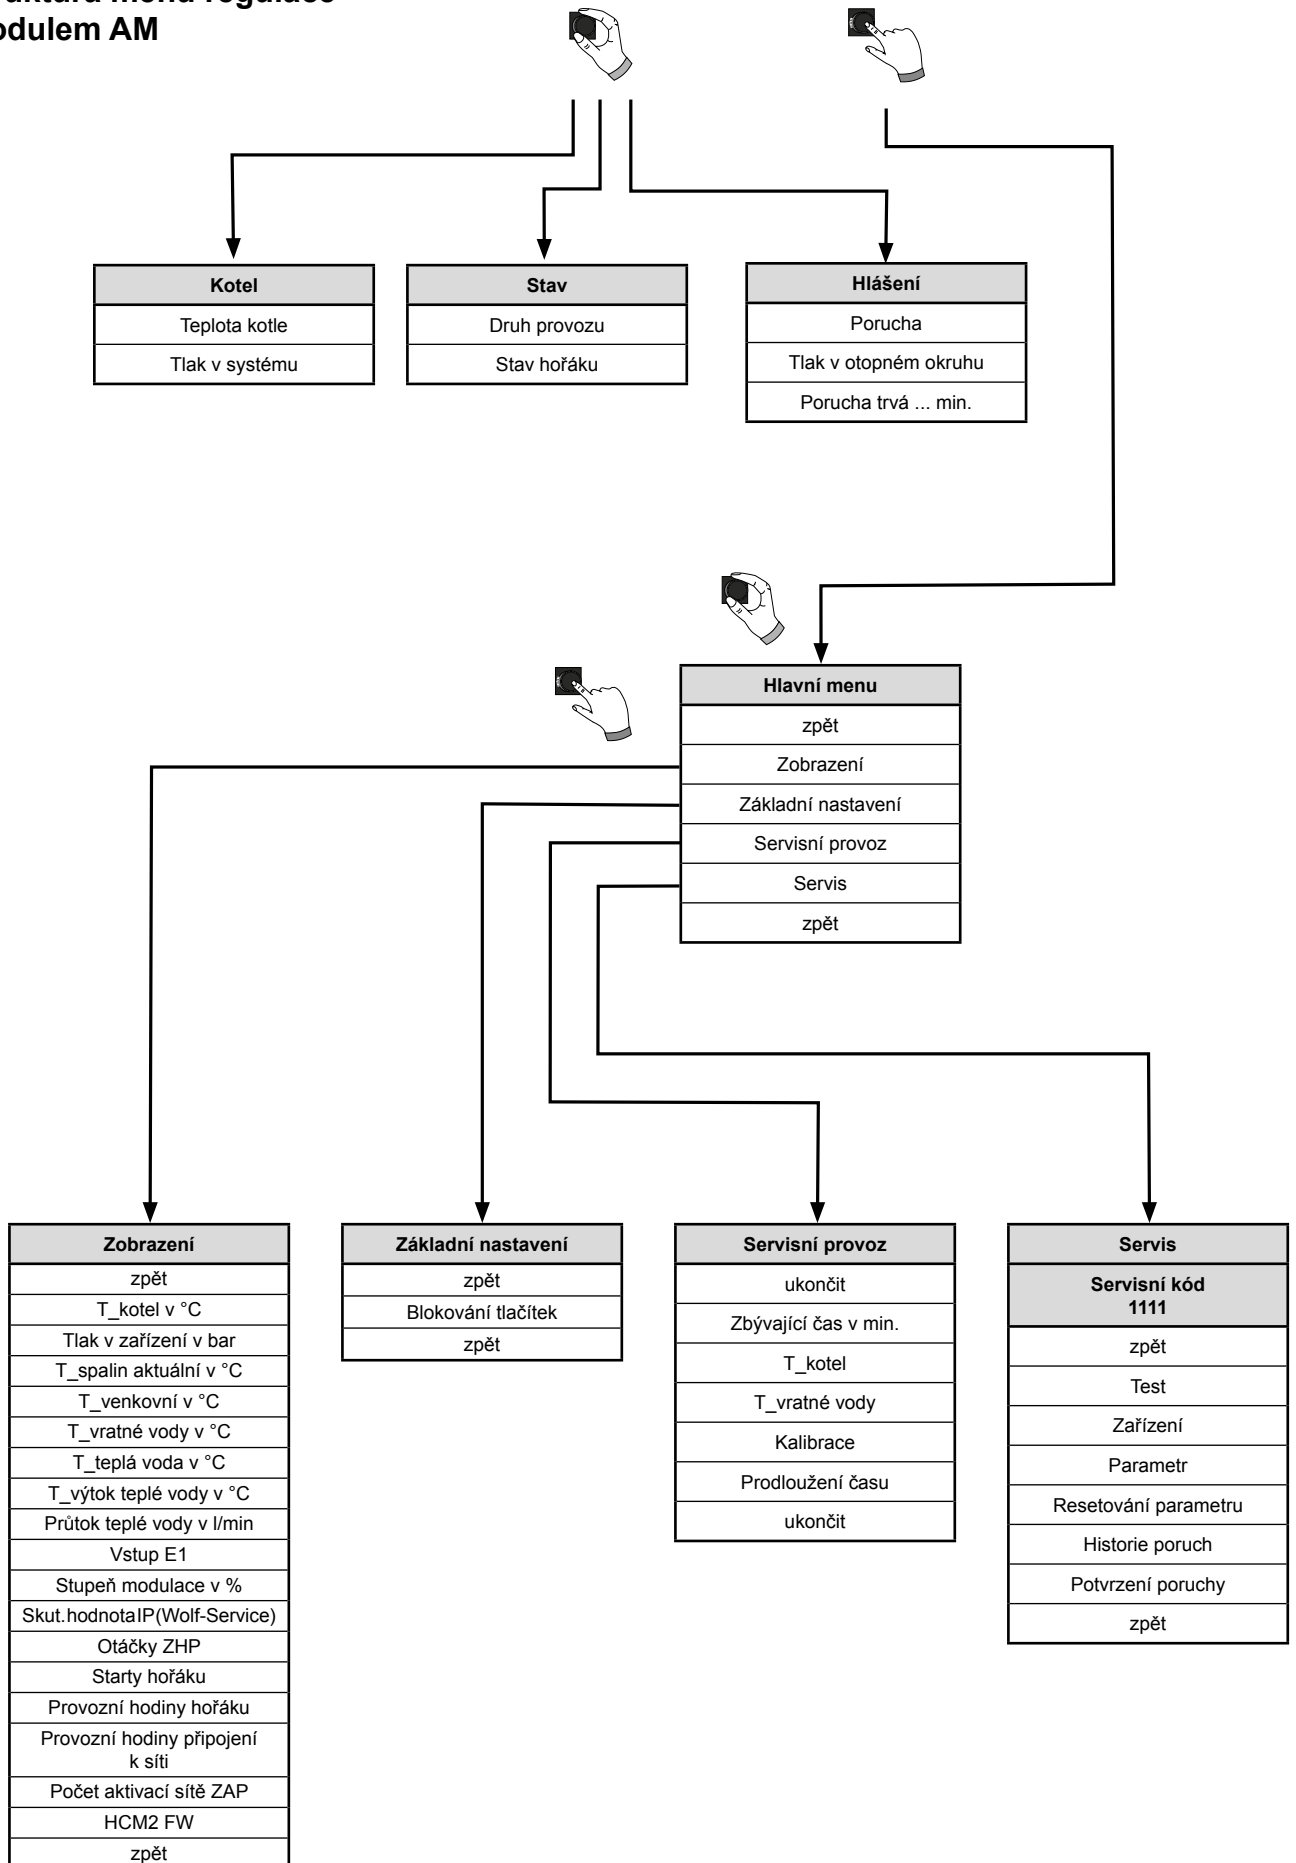 menu regulace
AM
Kotel
Teplota kotle
Tlak v systému
Stav
Druh provozu
Stav hořáku
Hlášení
Porucha
Tlak v otopném okruhu
Porucha trvá ... min.
Hlavní menu
zpět
Zobrazení
Základní nastavení
Servisní provoz
Servis
zpět
Zobrazení
zpět
T_kotel v °C
Tlak v zařízení v bar
T_spalin aktuální v °C
T_venkovní v °C
T_vratné vody v °C
T_teplá voda v °C
T_výtok teplé vody v °C
Průtok teplé vody v l/min
Vstup E1
Stupeň modulace v %
Skut.hodnotaIP(Wolf-Service)
Otáčky ZHP
Starty hořáku
Provozní hodiny hořáku
Provozní hodiny připojení
k síti
Počet aktivací sítě ZAP
HCM2 FW
zpět
Základní nastavení
zpět
Blokování tlačítek
zpět
Servisní provoz
ukončit
Zbývající čas v min.
T_kotel
T_vratné vody
Kalibrace
Prodloužení času
ukončit
Servis
Servisní kód
1111
zpět
Test
Zařízení
Parametr
Resetování parametru
Historie poruch
Potvrzení poruchy
zpět